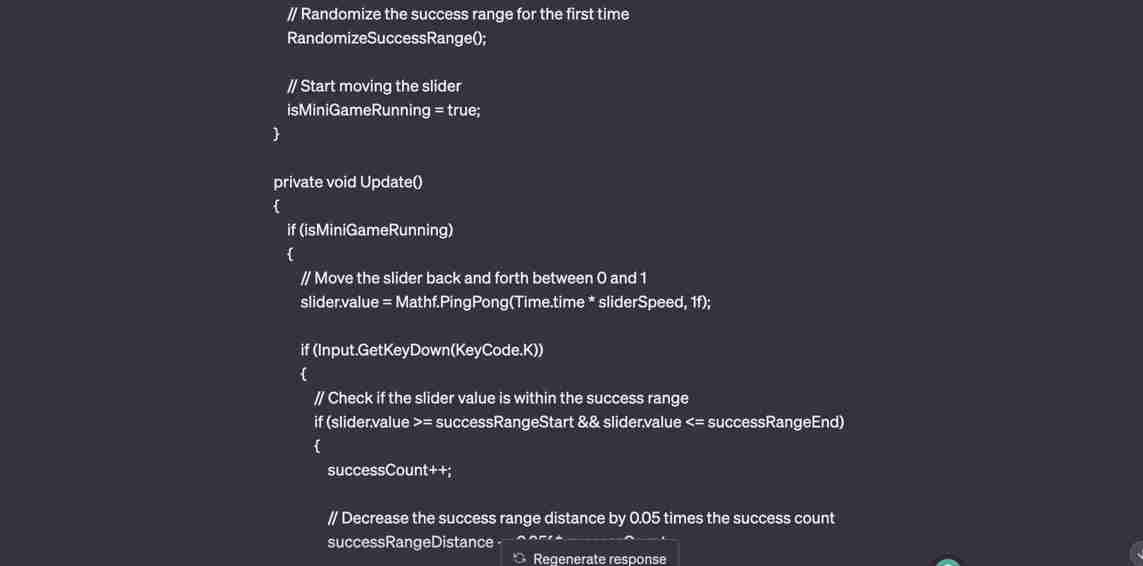 // Randomize the success range for the first time
RandomizeSuccessRange();
// Start moving the slider
isMiniGameRunning = true;
}
private void Update()
{
if (isMiniGameRunning)
{
// Move the slider back and forth between 0 and 1
slider.value = Mathf.PingPong(Time.time * sliderSpeed, 1f);
if (Input.GetKeyDown(KeyCode.K))
{
// Check if the slider value is within the success range
if (slider.value >= successRangeStart && slider.value <= successRangeEnd)
{
successCount++;
// Decrease the success range distance by 0.05 times the success count
successRangeDistance
Regenerate response